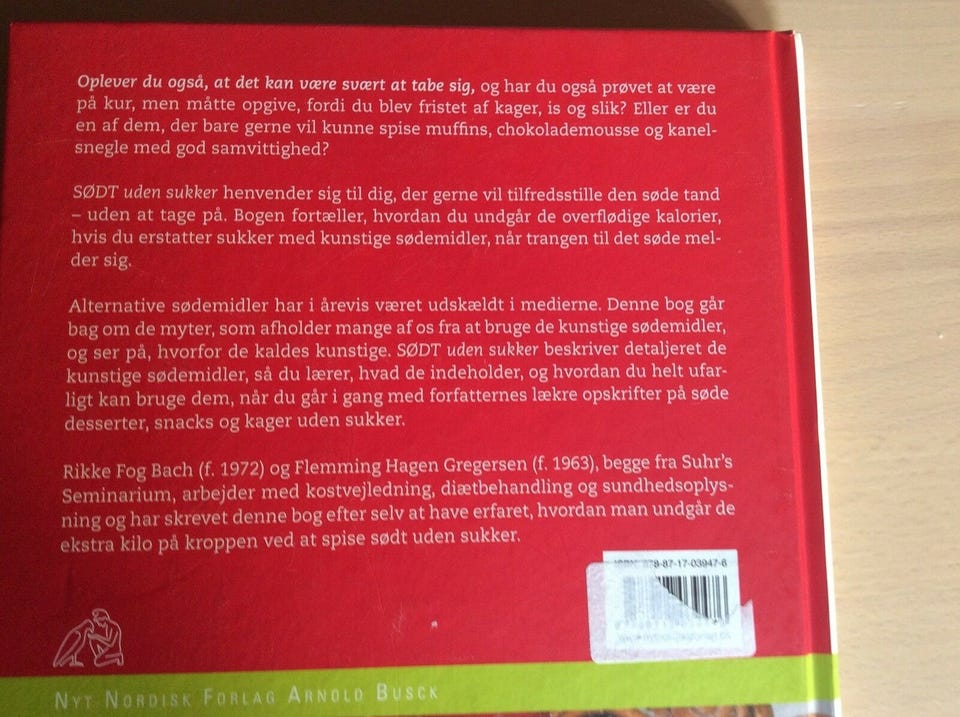 Oplever du også, at det kan være svært at tabe sig, og har du også prøvet at være
på kur, men måtte opgive, fordi du blev fristet af kager, is og slik? Eller er du
en af dem, der bare gerne vil kunne spise muffins, chokolademousse og kanel-
snegle med god samvittighed?
SØDT uden sukker henvender sig til dig, der gerne vil tilfredsstille den søde tand
– uden at tage på. Bogen fortæller, hvordan du undgår de overflødige kalorier,
hvis du erstatter sukker med kunstige sødemidler, når trangen til det søde mel-
der sig.
Alternative sødemidler har i årevis været udskældt i medierne. Denne bog går
bag om de myter, som afholder mange af os fra at bruge de kunstige sødemidler,
og ser på, hvorfor de kaldes kunstige. SØDT uden sukker beskriver detaljeret de
kunstige sødemidler, så du lærer, hvad de indeholder, og hvordan du helt ufar-
ligt kan bruge dem, når du går i gang med forfatternes lækre opskrifter på søde
desserter, snacks og kager uden sukker.
Rikke Fog Bach (f. 1972) og Flemming Hagen Gregersen (f. 1963), begge fra Suhr's
Seminarium, arbejder med kostvejledning, diætbehandling og sundhedsoplys-
ning og har skrevet denne bog efter selv at have erfaret, hvordan man undgår de
ekstra kilo på kroppen ved at spise sødt uden sukker.
ISBN 978-87-17-03947-6
NYT NORDISK FORLAG ARNOLD BUSCK